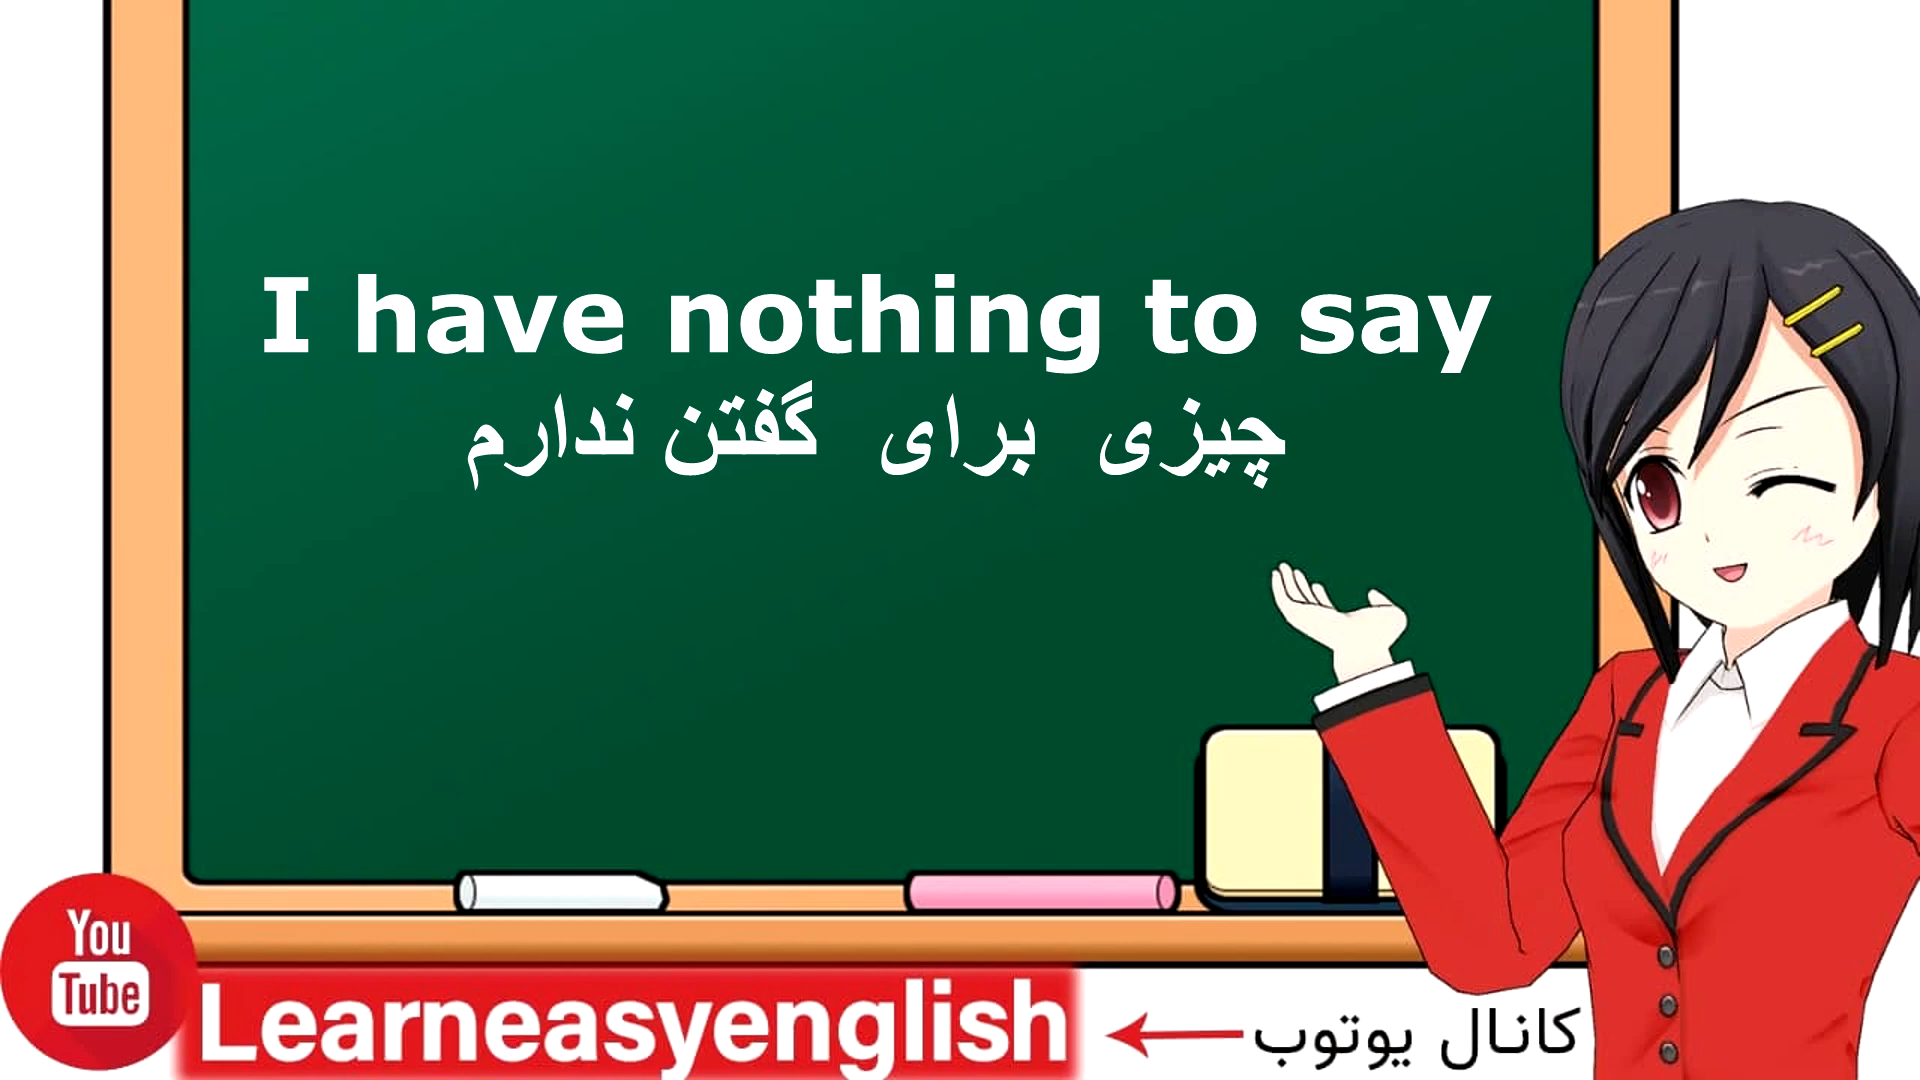 I have nothing to say
چیزی برای گفتن ندارم
You
Tube
Learneasyenglish
کانال یوتوب